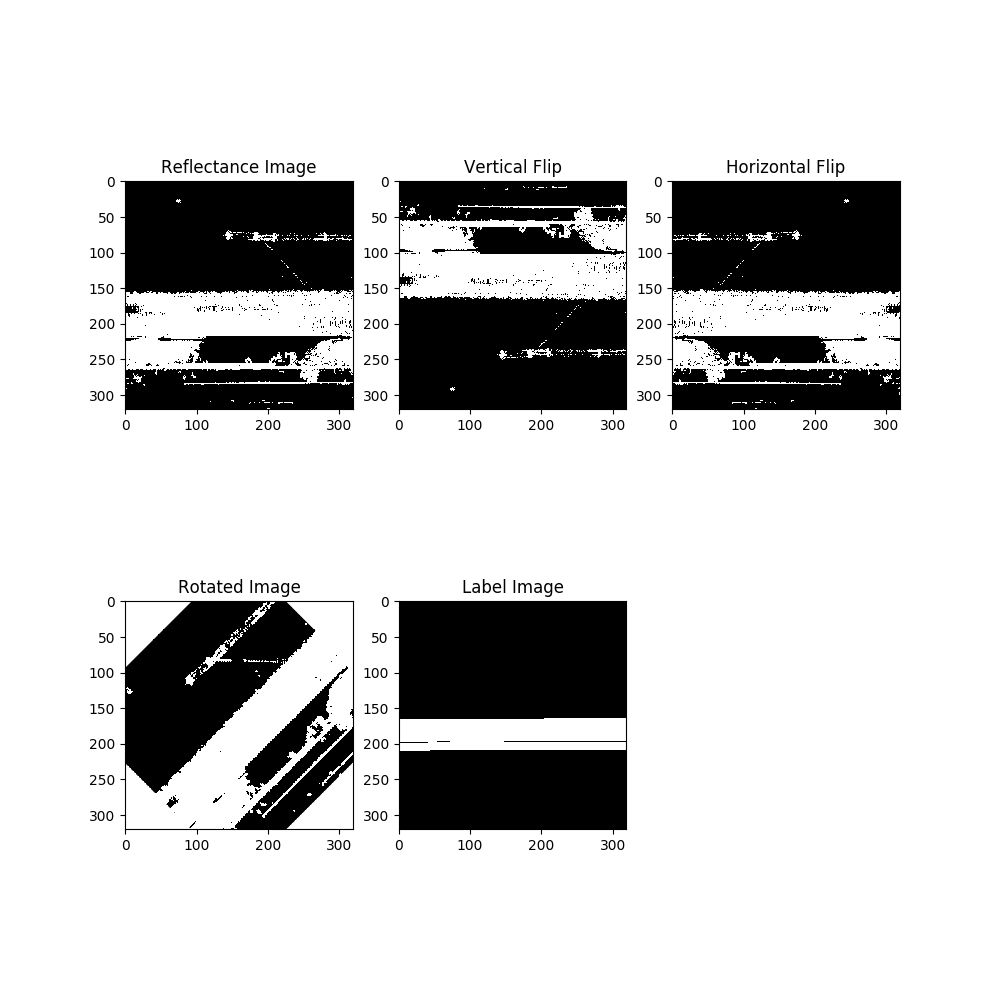 Reflectance Image Vertical Flip Horizontal Flip
0 0 0
50 50 50
100 100 100
150 150 150
200 200 200
250 250 250
300 300 300
0 100 200 300 0 100 200 300 0 100 200 300
Rotated Image Label Image
0 0
50 50
100 100
150 150
200 200
250 250
300 300
0 100 200 300 0 100 200 300